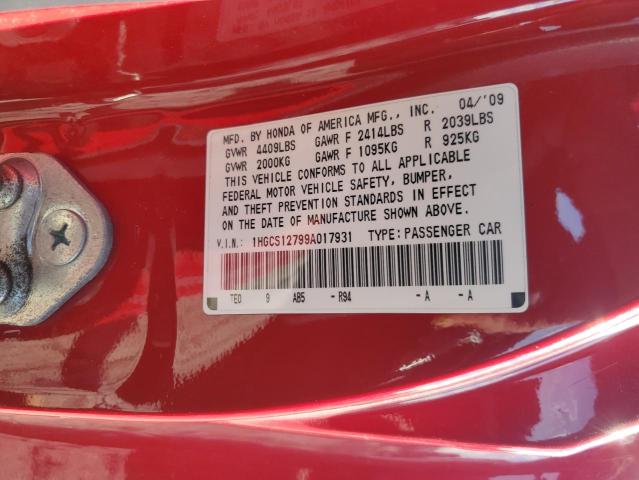 MFD. BY HONDA OF AMERICA MFG., INC. 04/'09
GVWR 4409LBS GAWR F 2414LBS R 2039LBS
GVWR 2000KG GAWR F 1095KG R 925KG
THIS VEHICLE CONFORMS TO ALL APPLICABLE
FEDERAL MOTOR VEHICLE SAFETY, BUMPER,
AND THEFT PREVENTION STANDARDS IN EFFECT
ON THE DATE OF MANUFACTURE SHOWN ABOVE.
V.I.N.: 1HGCS12799A017931 TYPE:PASSENGER CAR
TEO 9 AB5 -R94 -A -A